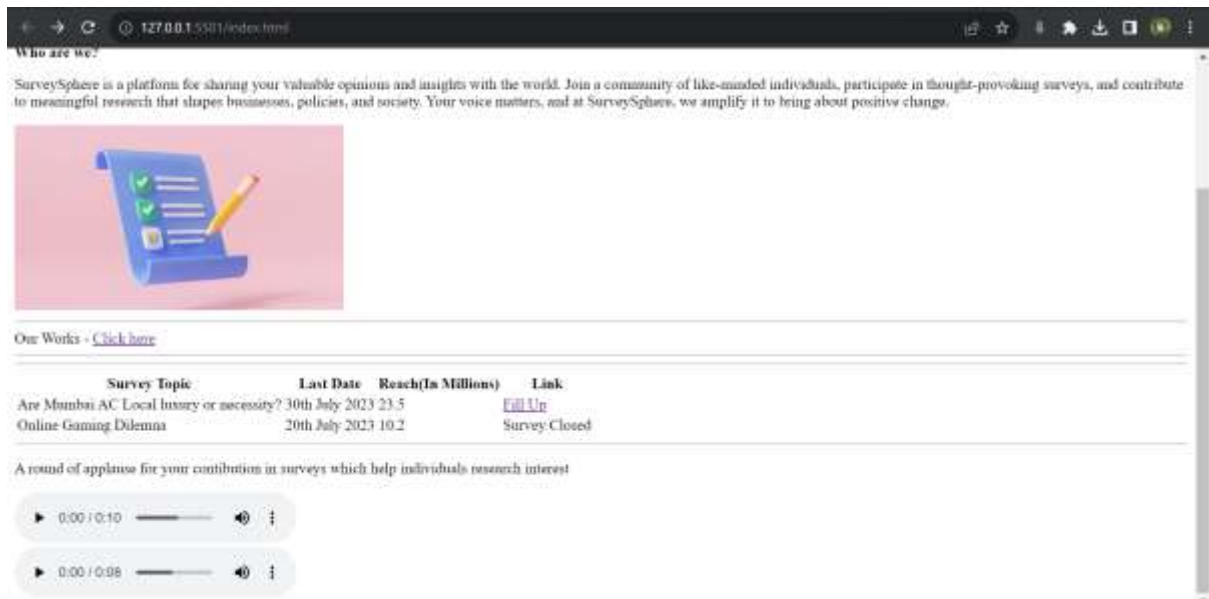 127.0.0.1:5501/index.html
Who are we?
SurveySphere is a platform for sharing your valuable opinions and insights with the world. Join a community of like-minded individuals, participate in thought-provoking surveys, and contribute
to meaningful research that shapes businesses, policies, and society. Your voice matters, and at SurveySphere, we amplify it to bring about positive change.
Our Works - Click here
Survey Topic Last Date Reach(In Millions) Link
Are Mumbai AC Local luxury or necessity? 30th July 2023 23.5 Fill Up
Online Gaming Dilemna 20th July 2023 10.2 Survey Closed
A round of applause for your contibution in surveys which help individuals research interest
0:00 / 0:10
0:00 / 0:08